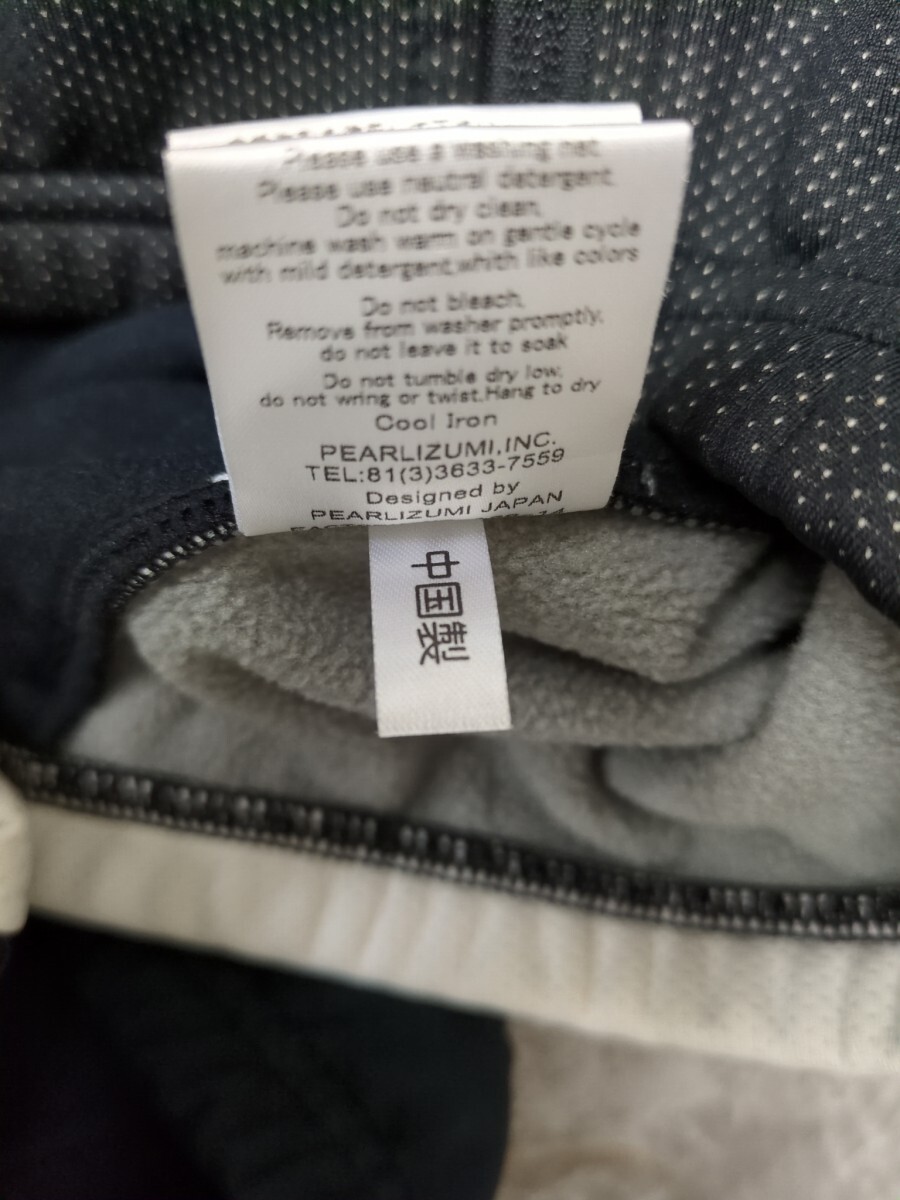 Please use a washing net
Please use neutral detergent
Do not dry clean,
machine wash warm on gentle cycle
with mild detergent,whith like colors
Do not bleach,
Remove from washer promptly,
do not leave it to soak
Do not tumble dry low,
do not wring or twist.Hang to dry
Cool Iron
PEARLIZUMI,INC.
TEL:81(3)3633-7559
Designed by
PEARLIZUMI JAPAN
中国製